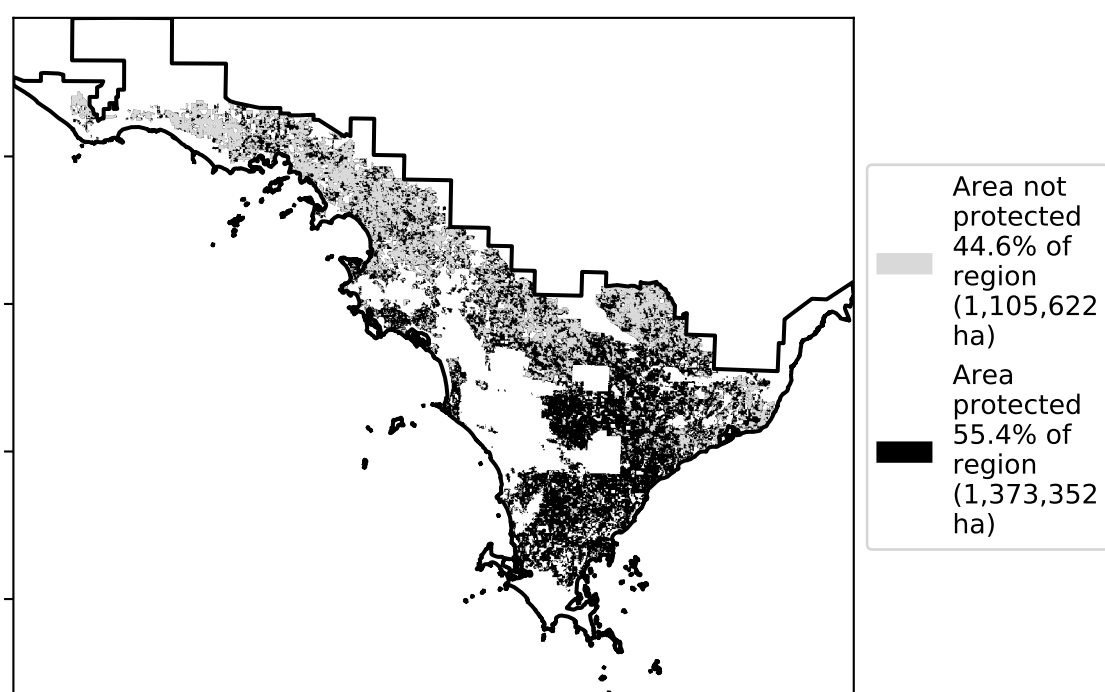 Area not
protected
44.6% of
region
(1,105,622
ha)
Area
protected
55.4% of
region
(1,373,352
ha)